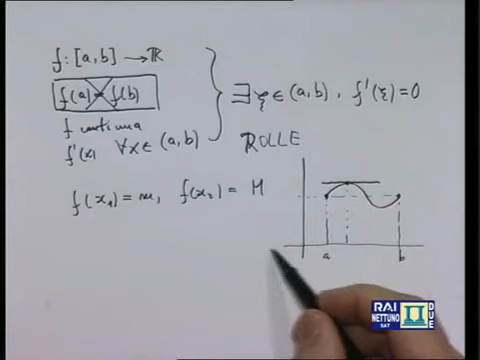 f: [a,b] → ℝ
f(a) = f(b)
f continua
f'(x) ∀x ∈ (a,b)
∃ ξ ∈ (a,b), f'(ξ) = 0
ROLLE
f(x₁) = m, f(x₂) = M
a b
RAI
NETTUNO
SAT
DUE